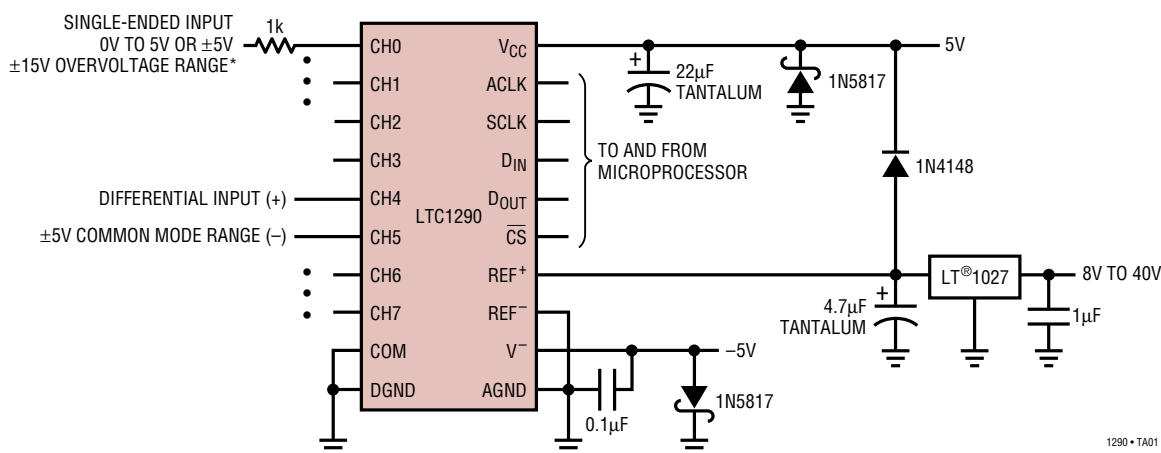 SINGLE-ENDED INPUT
0V TO 5V OR ±5V
±15V OVERVOLTAGE RANGE*
1k
DIFFERENTIAL INPUT (+)
±5V COMMON MODE RANGE (–)
LTC1290
CH0
CH1
CH2
CH3
CH4
CH5
CH6
CH7
COM
DGND
VCC
ACLK
SCLK
DIN
DOUT
C̅S̅
REF+
REF–
V–
AGND
+
22µF
TANTALUM
1N5817
5V
TO AND FROM
MICROPROCESSOR
1N4148
LT®1027
8V TO 40V
+
4.7µF
TANTALUM
1µF
–5V
0.1µF
1N5817
1290 • TA01